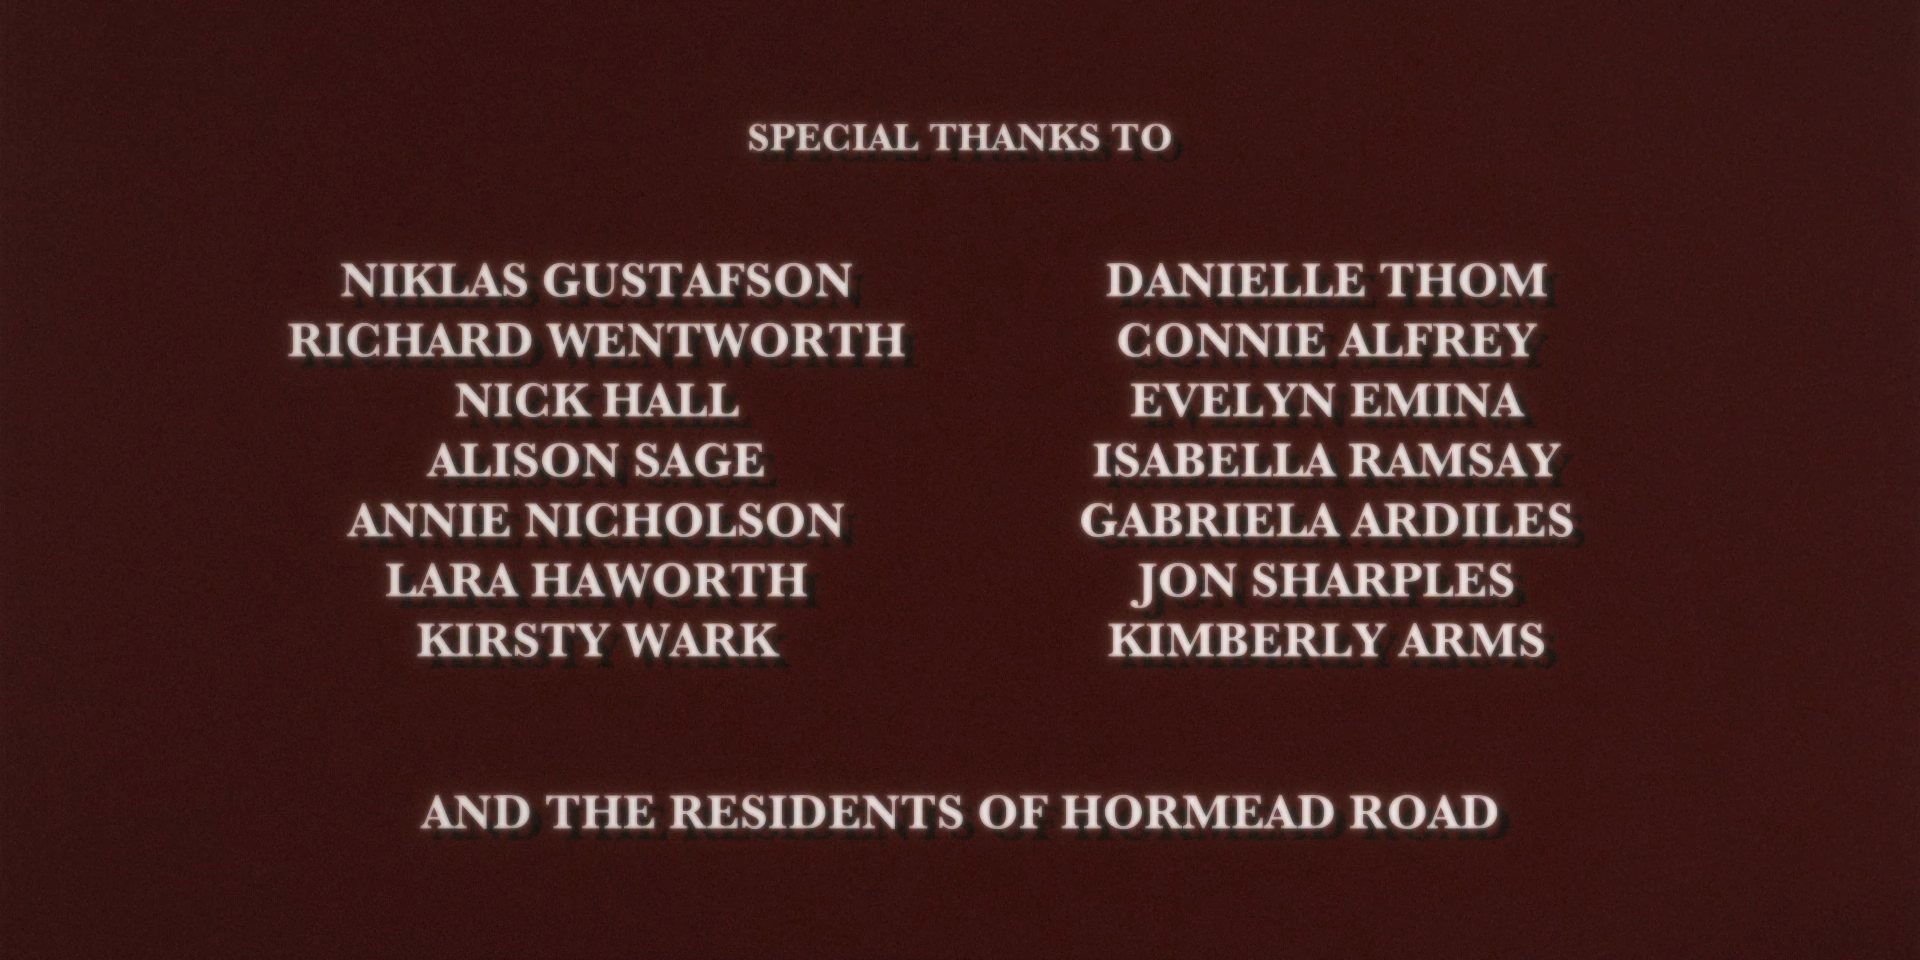 SPECIAL THANKS TO
NIKLAS GUSTAFSON
RICHARD WENTWORTH
NICK HALL
ALISON SAGE
ANNIE NICHOLSON
LARA HAWORTH
KIRSTY WARK
DANIELLE THOM
CONNIE ALFREY
EVELYN EMINA
ISABELLA RAMSAY
GABRIELA ARDILES
JON SHARPLES
KIMBERLY ARMS
AND THE RESIDENTS OF HORMEAD ROAD